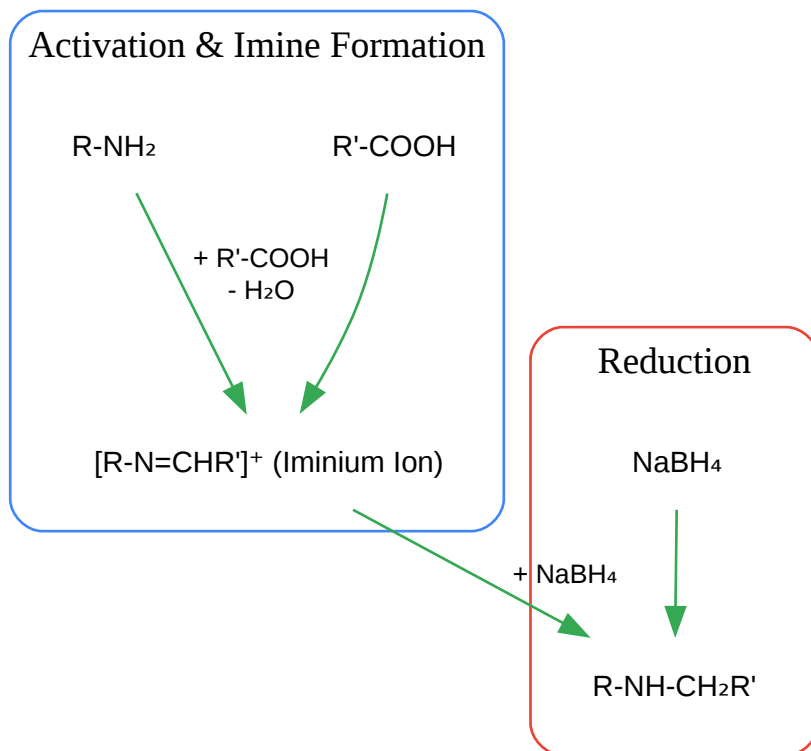 Activation & Imine Formation
R-NH₂
R'-COOH
+ R'-COOH
- H₂O
[R-N=CHR']⁺ (Iminium Ion)
Reduction
NaBH₄
+ NaBH₄
R-NH-CH₂R'